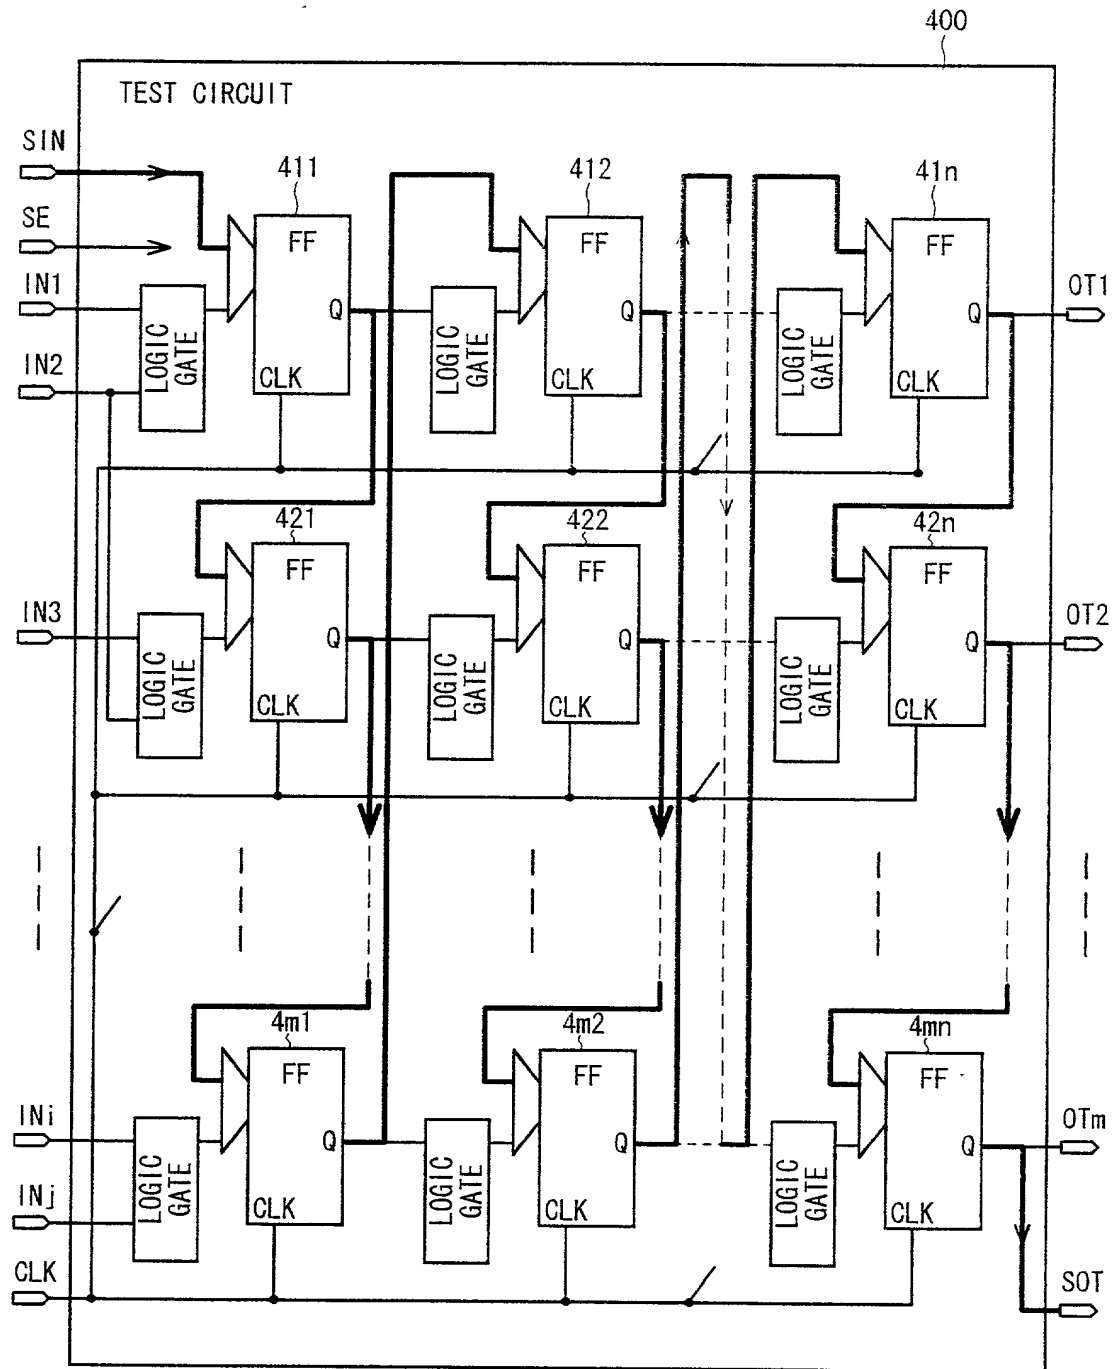 400
TEST CIRCUIT
SIN
SE
IN1
IN2
411
FF
Q
CLK
LOGIC GATE
412
FF
Q
LOGIC GATE
41n
FF
Q
CLK
LOGIC GATE
OT1
IN3
421
FF
Q
CLK
LOGIC GATE
422
FF
Q
CLK
LOGIC GATE
42n
FF
Q
CLK
LOGIC GATE
OT2
INi
INj
CLK
4m1
FF
Q
CLK
LOGIC GATE
4m2
FF
Q
CLK
LOGIC GATE
4mn
FF
Q
CLK
LOGIC GATE
OTm
SOT